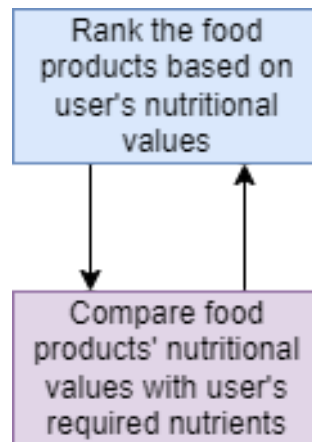 Rank the food
products based on
user's nutritional
values
Compare food
products' nutritional
values with user's
required nutrients